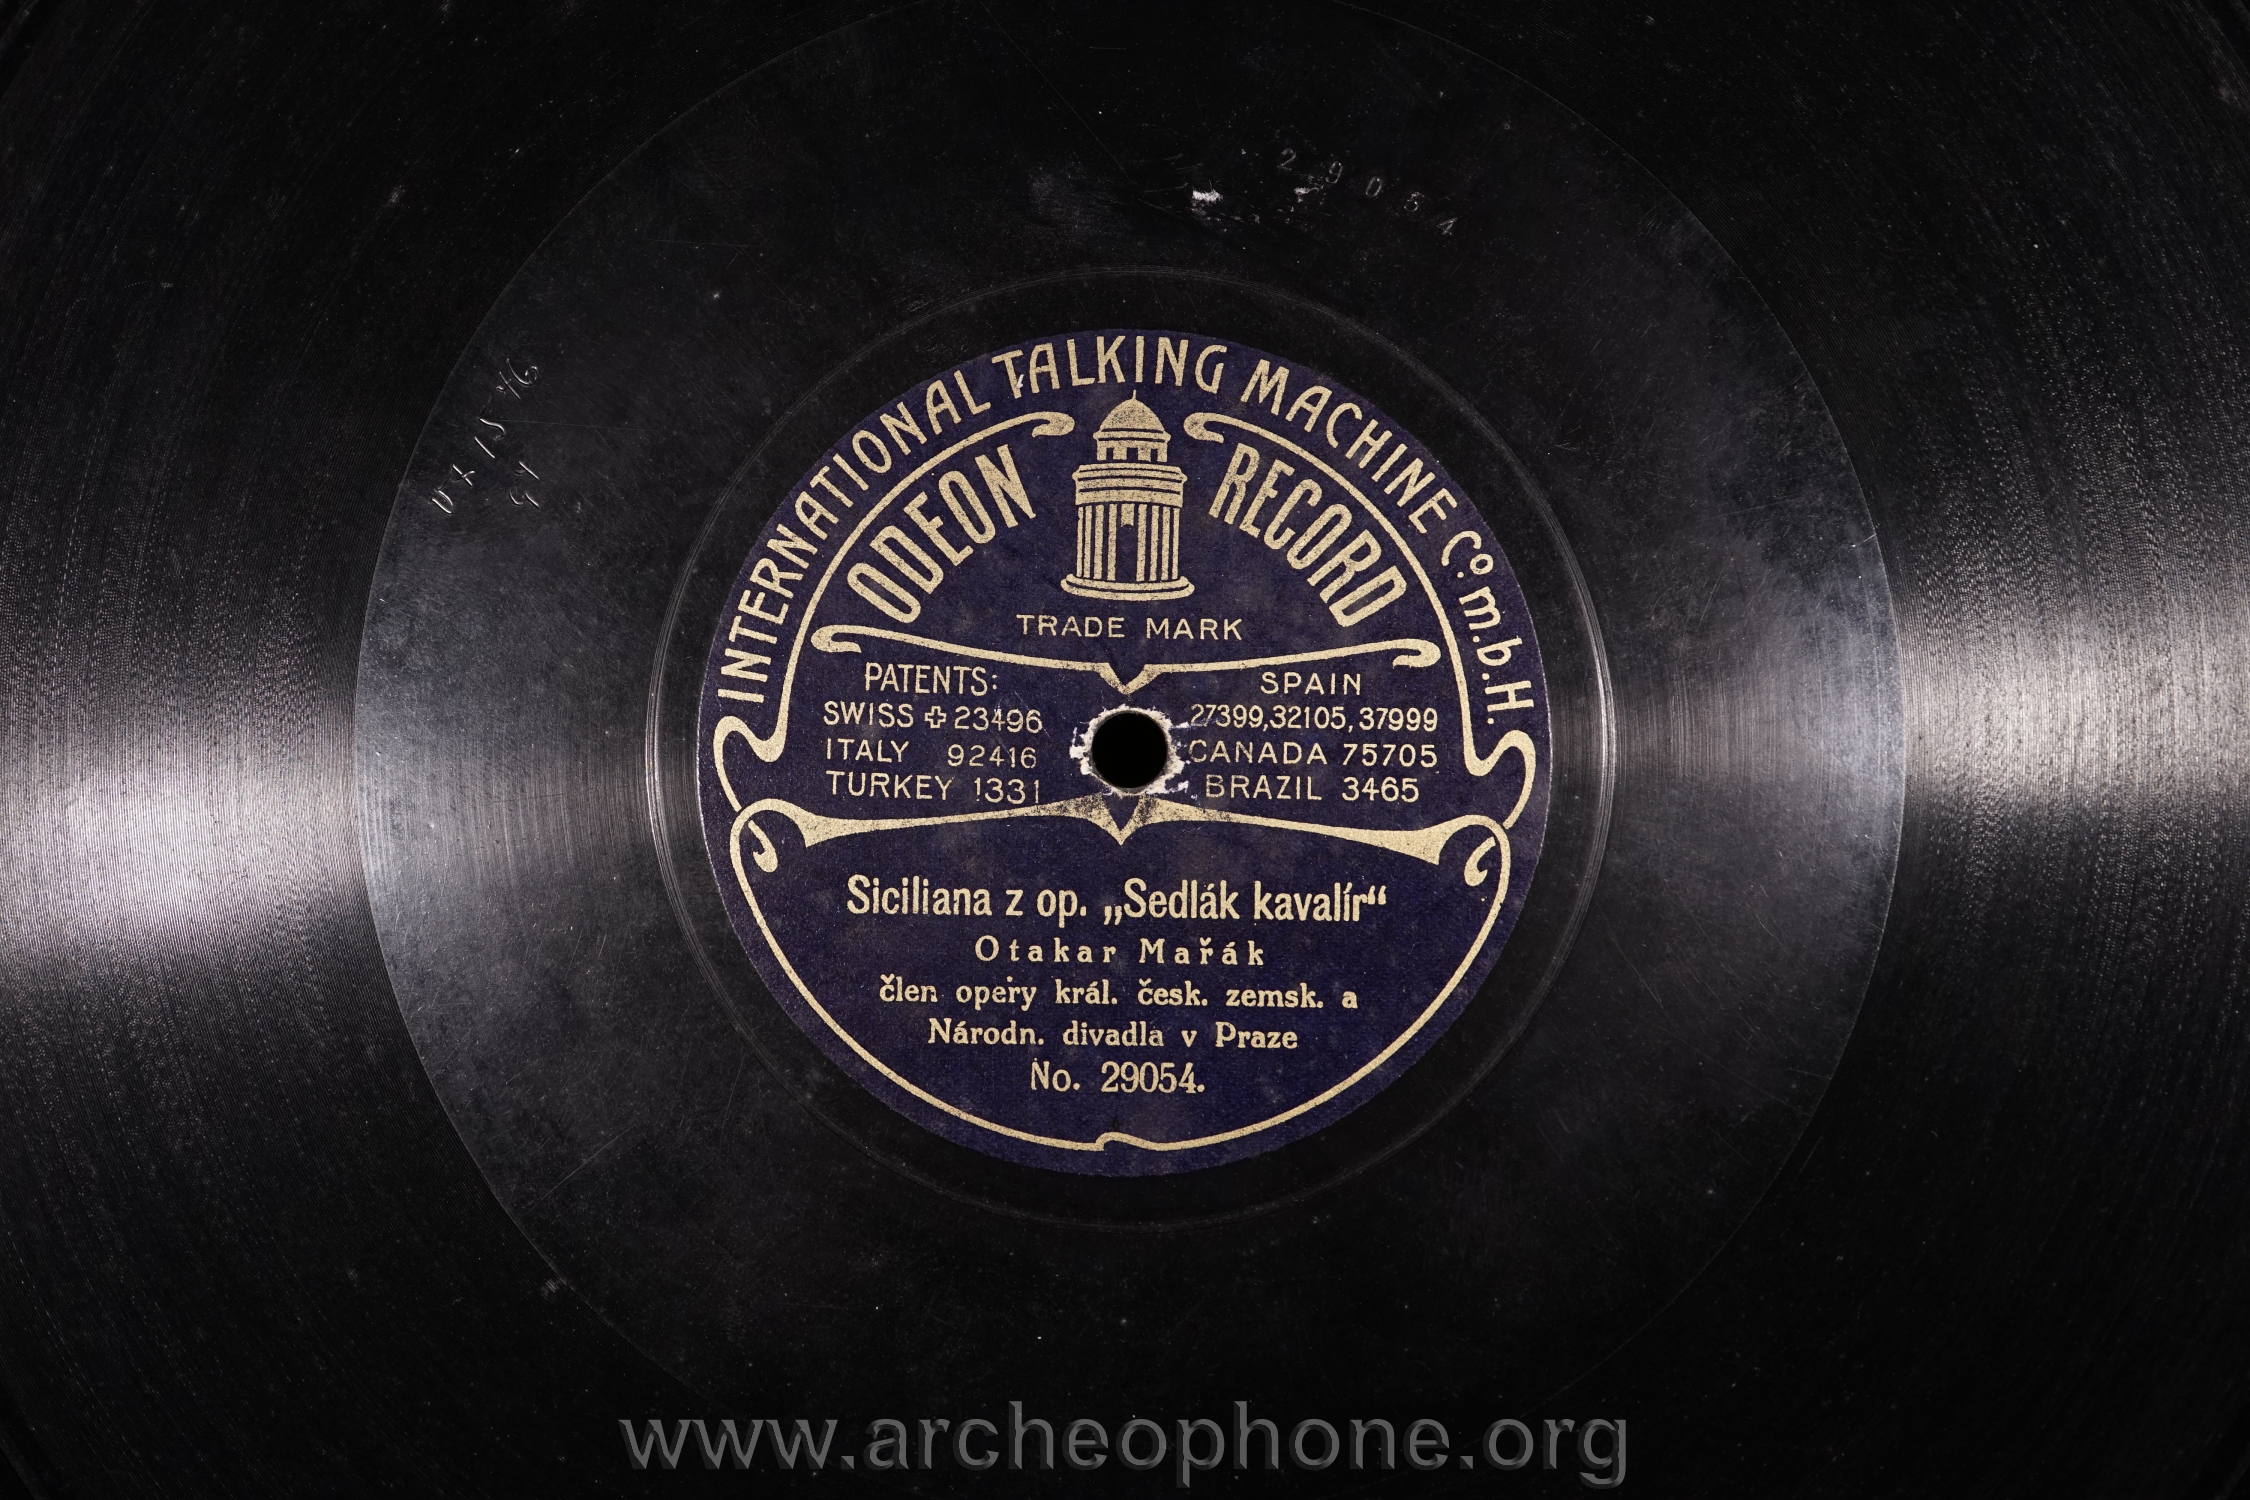 29054
INTERNATIONAL TALKING MACHINE Co. m.b.H.
ODEON RECORD
TRADE MARK
PATENTS:
SWISS 23496
ITALY 92416
TURKEY 1331
SPAIN
27399, 32105, 37999
CANADA 75705
BRAZIL 3465
Siciliana z op. „Sedlák kavalír“
Otakar Mařák
člen opery král. česk. zemsk. a
Národn. divadla v Praze
No. 29054.
www.archeophone.org